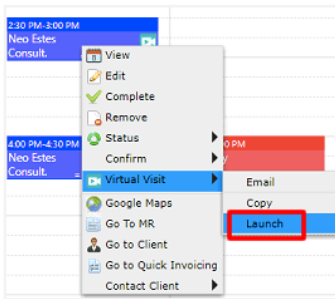 2:30 PM-3:00 PM
Neo Estes
Consult.
View
Edit
Complete
Remove
Status
Confirm
Virtual Visit
Google Maps
Go To MR
Go to Client
Go to Quick Invoicing
Contact Client
4:00 PM-4:30 PM
Neo Estes
Consult.
0 PM
y
Email
Copy
Launch